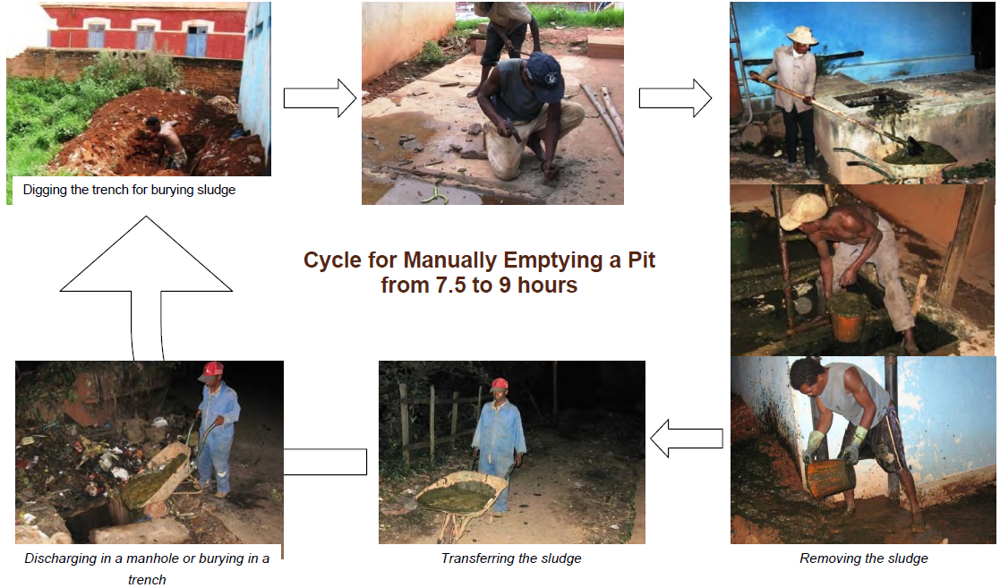 Digging the trench for burying sludge
Cycle for Manually Emptying a Pit
from 7.5 to 9 hours
Discharging in a manhole or burying in a
trench
Transferring the sludge
Removing the sludge